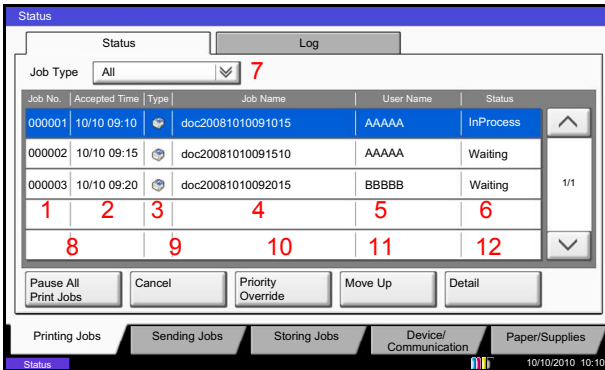 Status
Status Log
Job Type All 7
Job No. Accepted Time Type Job Name User Name Status
000001 10/10 09:10 doc20081010091015 AAAAA InProcess
000002 10/10 09:15 doc20081010091510 AAAAA Waiting
000003 10/10 09:20 doc20081010092015 BBBBB Waiting 1/1
1 2 3 4 5 6
8 9 10 11 12
Pause All
Print Jobs
Cancel
Priority
Override
Move Up
Detail
Printing Jobs
Sending Jobs
Storing Jobs
Device/
Communication
Paper/Supplies
Status 10/10/2010 10:10